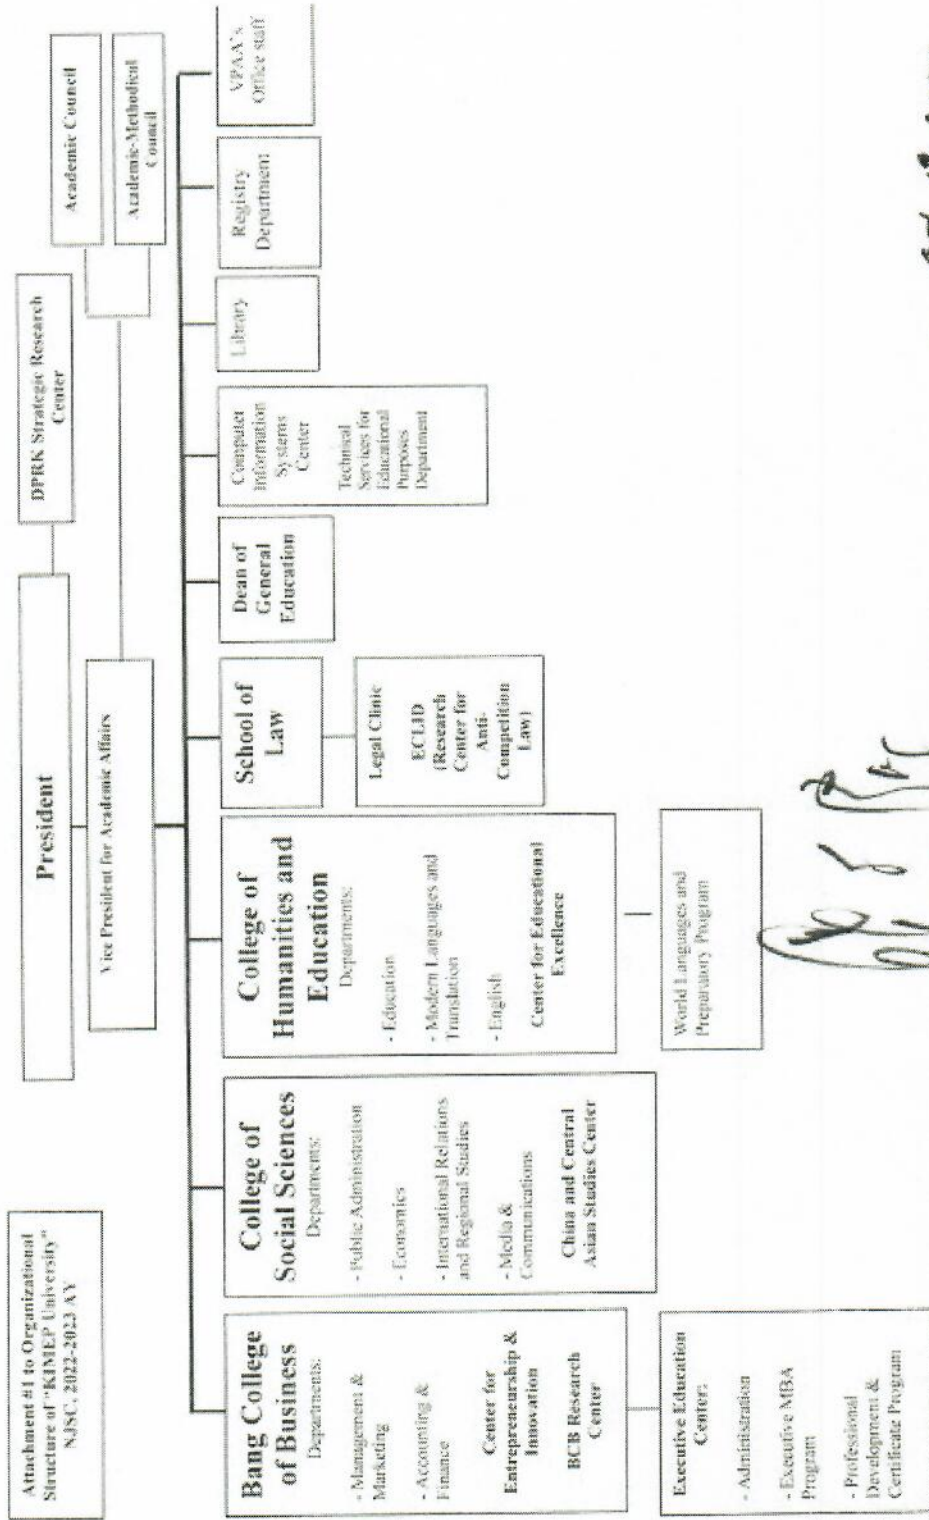 Attachment #1 to Organizational
Structure of "KIMEP University"
NJSC, 2022-2023 AY
President
DPRK Strategic Research
Center
Vice President for Academic Affairs
Academic Council
Academic-Methodical
Council
Bang College
of Business
Departments:
- Management &
Marketing
- Accounting &
Finance
Center for
Entrepreneurship &
Innovation
BCB Research
Center
Executive Education
Center:
- Administration
- Executive MBA
Program
- Professional
Development &
Certificate Program
College of
Social Sciences
Departments:
- Public Administration
- Economics
- International Relations
and Regional Studies
- Media &
Communications
China and Central
Asian Studies Center
College of
Humanities and
Education
Departments:
- Education
- Modern Languages and
Translation
- English
Center for Educational
Excellence
World Languages and
Preparatory Program
School of
Law
Legal Clinic
ECLID
(Research
Center for
Anti-
Competition
Law)
Dean of
General
Education
Computer
Information
Systems
Center
Technical
Services for
Educational
Purposes
Department
Library
Registry
Department
VPAA's
Office staff